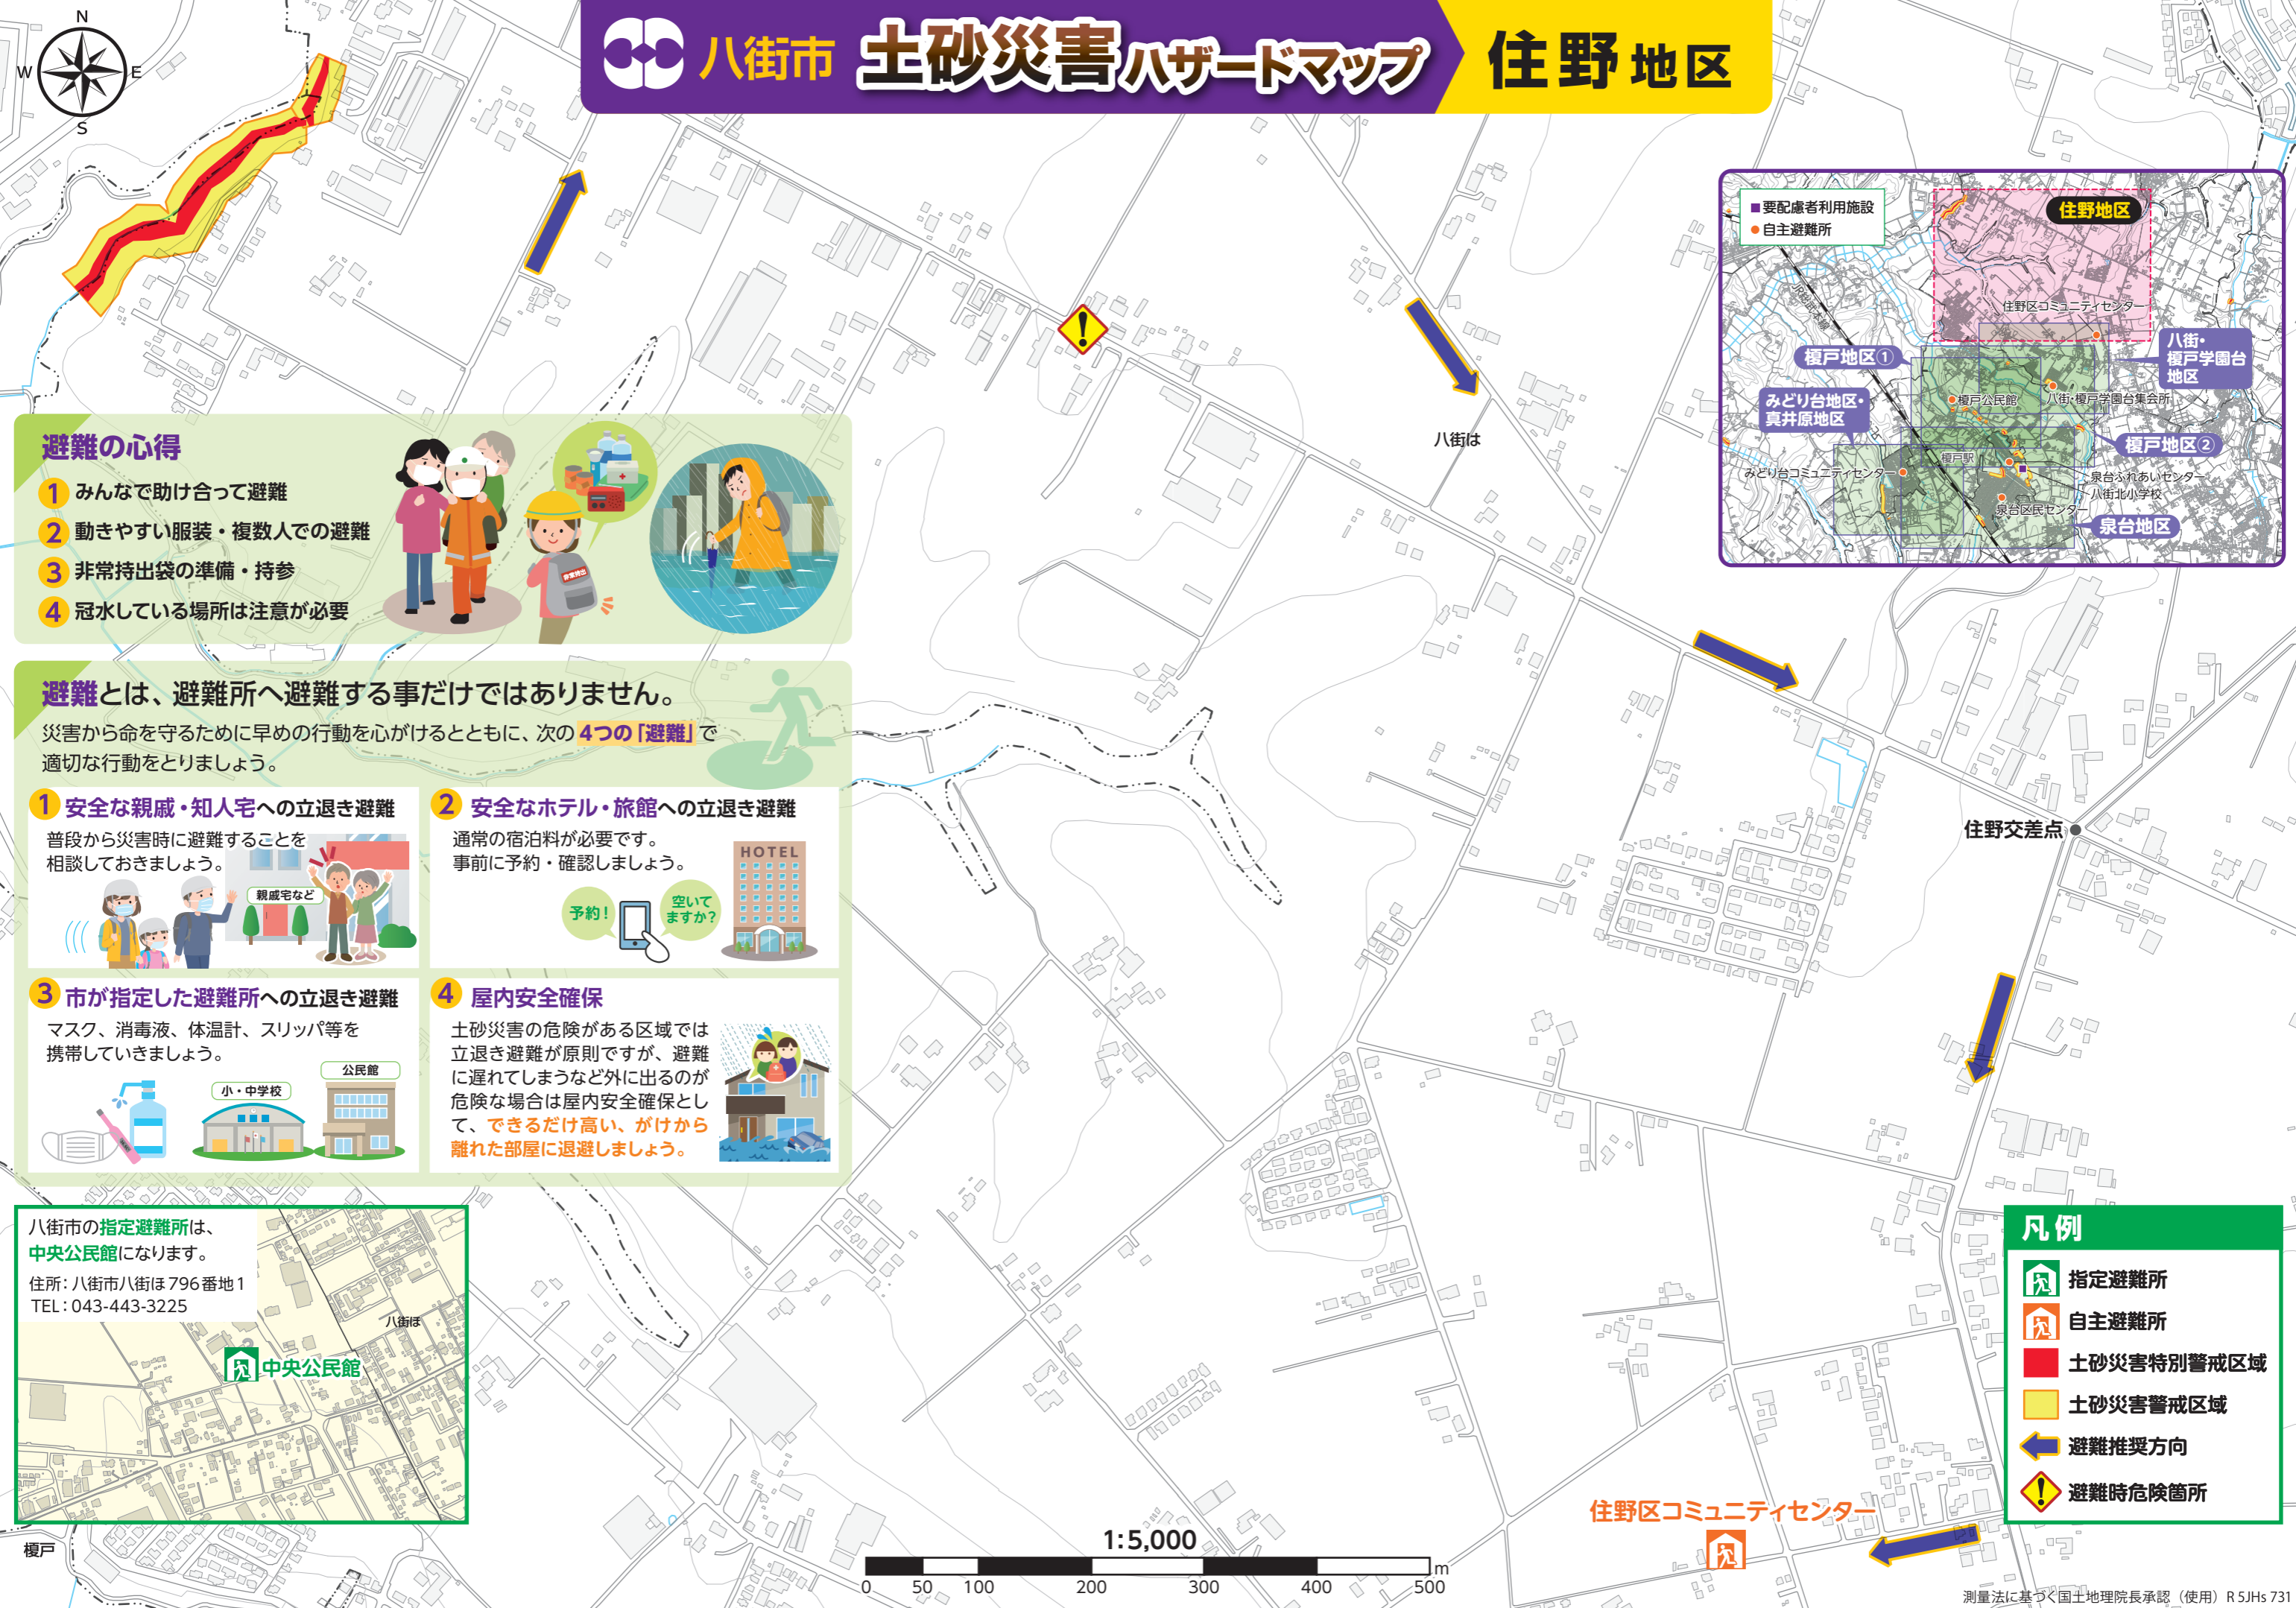 八街市 土砂災害ハザードマップ 住野地区
N
W E
S
要配慮者利用施設
自主避難所
住野地区
JR総武本線
住野区コミュニティセンター
榎戸地区①
八街・
榎戸学園台
地区
みどり台地区・
真井原地区
榎戸公民館
八街・榎戸学園台集会所
榎戸地区②
榎戸駅
みどり台コミュニティセンター
泉台ふれあいセンター
八街北小学校
泉台区民センター
泉台地区
八街は
避難の心得
1 みんなで助け合って避難
2 動きやすい服装・複数人での避難
3 非常持出袋の準備・持参
4 冠水している場所は注意が必要
非常持出
避難とは、避難所へ避難する事だけではありません。
災害から命を守るために早めの行動を心がけるとともに、次の4つの「避難」で
適切な行動をとりましょう。
1 安全な親戚・知人宅への立退き避難
普段から災害時に避難することを
相談しておきましょう。
親戚宅など
2 安全なホテル・旅館への立退き避難
通常の宿泊料が必要です。
事前に予約・確認しましょう。
HOTEL
予約！
空いて
ますか？
3 市が指定した避難所への立退き避難
マスク、消毒液、体温計、スリッパ等を
携帯していきましょう。
小・中学校
公民館
4 屋内安全確保
土砂災害の危険がある区域では
立退き避難が原則ですが、避難
に遅れてしまうなど外に出るのが
危険な場合は屋内安全確保とし
て、できるだけ高い、がけから
離れた部屋に退避しましょう。
住野交差点
八街市の指定避難所は、
中央公民館になります。
住所：八街市八街ほ796番地1
TEL：043-443-3225
八街ほ
中央公民館
榎戸
凡例
指定避難所
自主避難所
土砂災害特別警戒区域
土砂災害警戒区域
避難推奨方向
避難時危険箇所
住野区コミュニティセンター
1:5,000
0 50 100 200 300 400 500 m
測量法に基づく国土地理院長承認（使用）R 5JHs 731